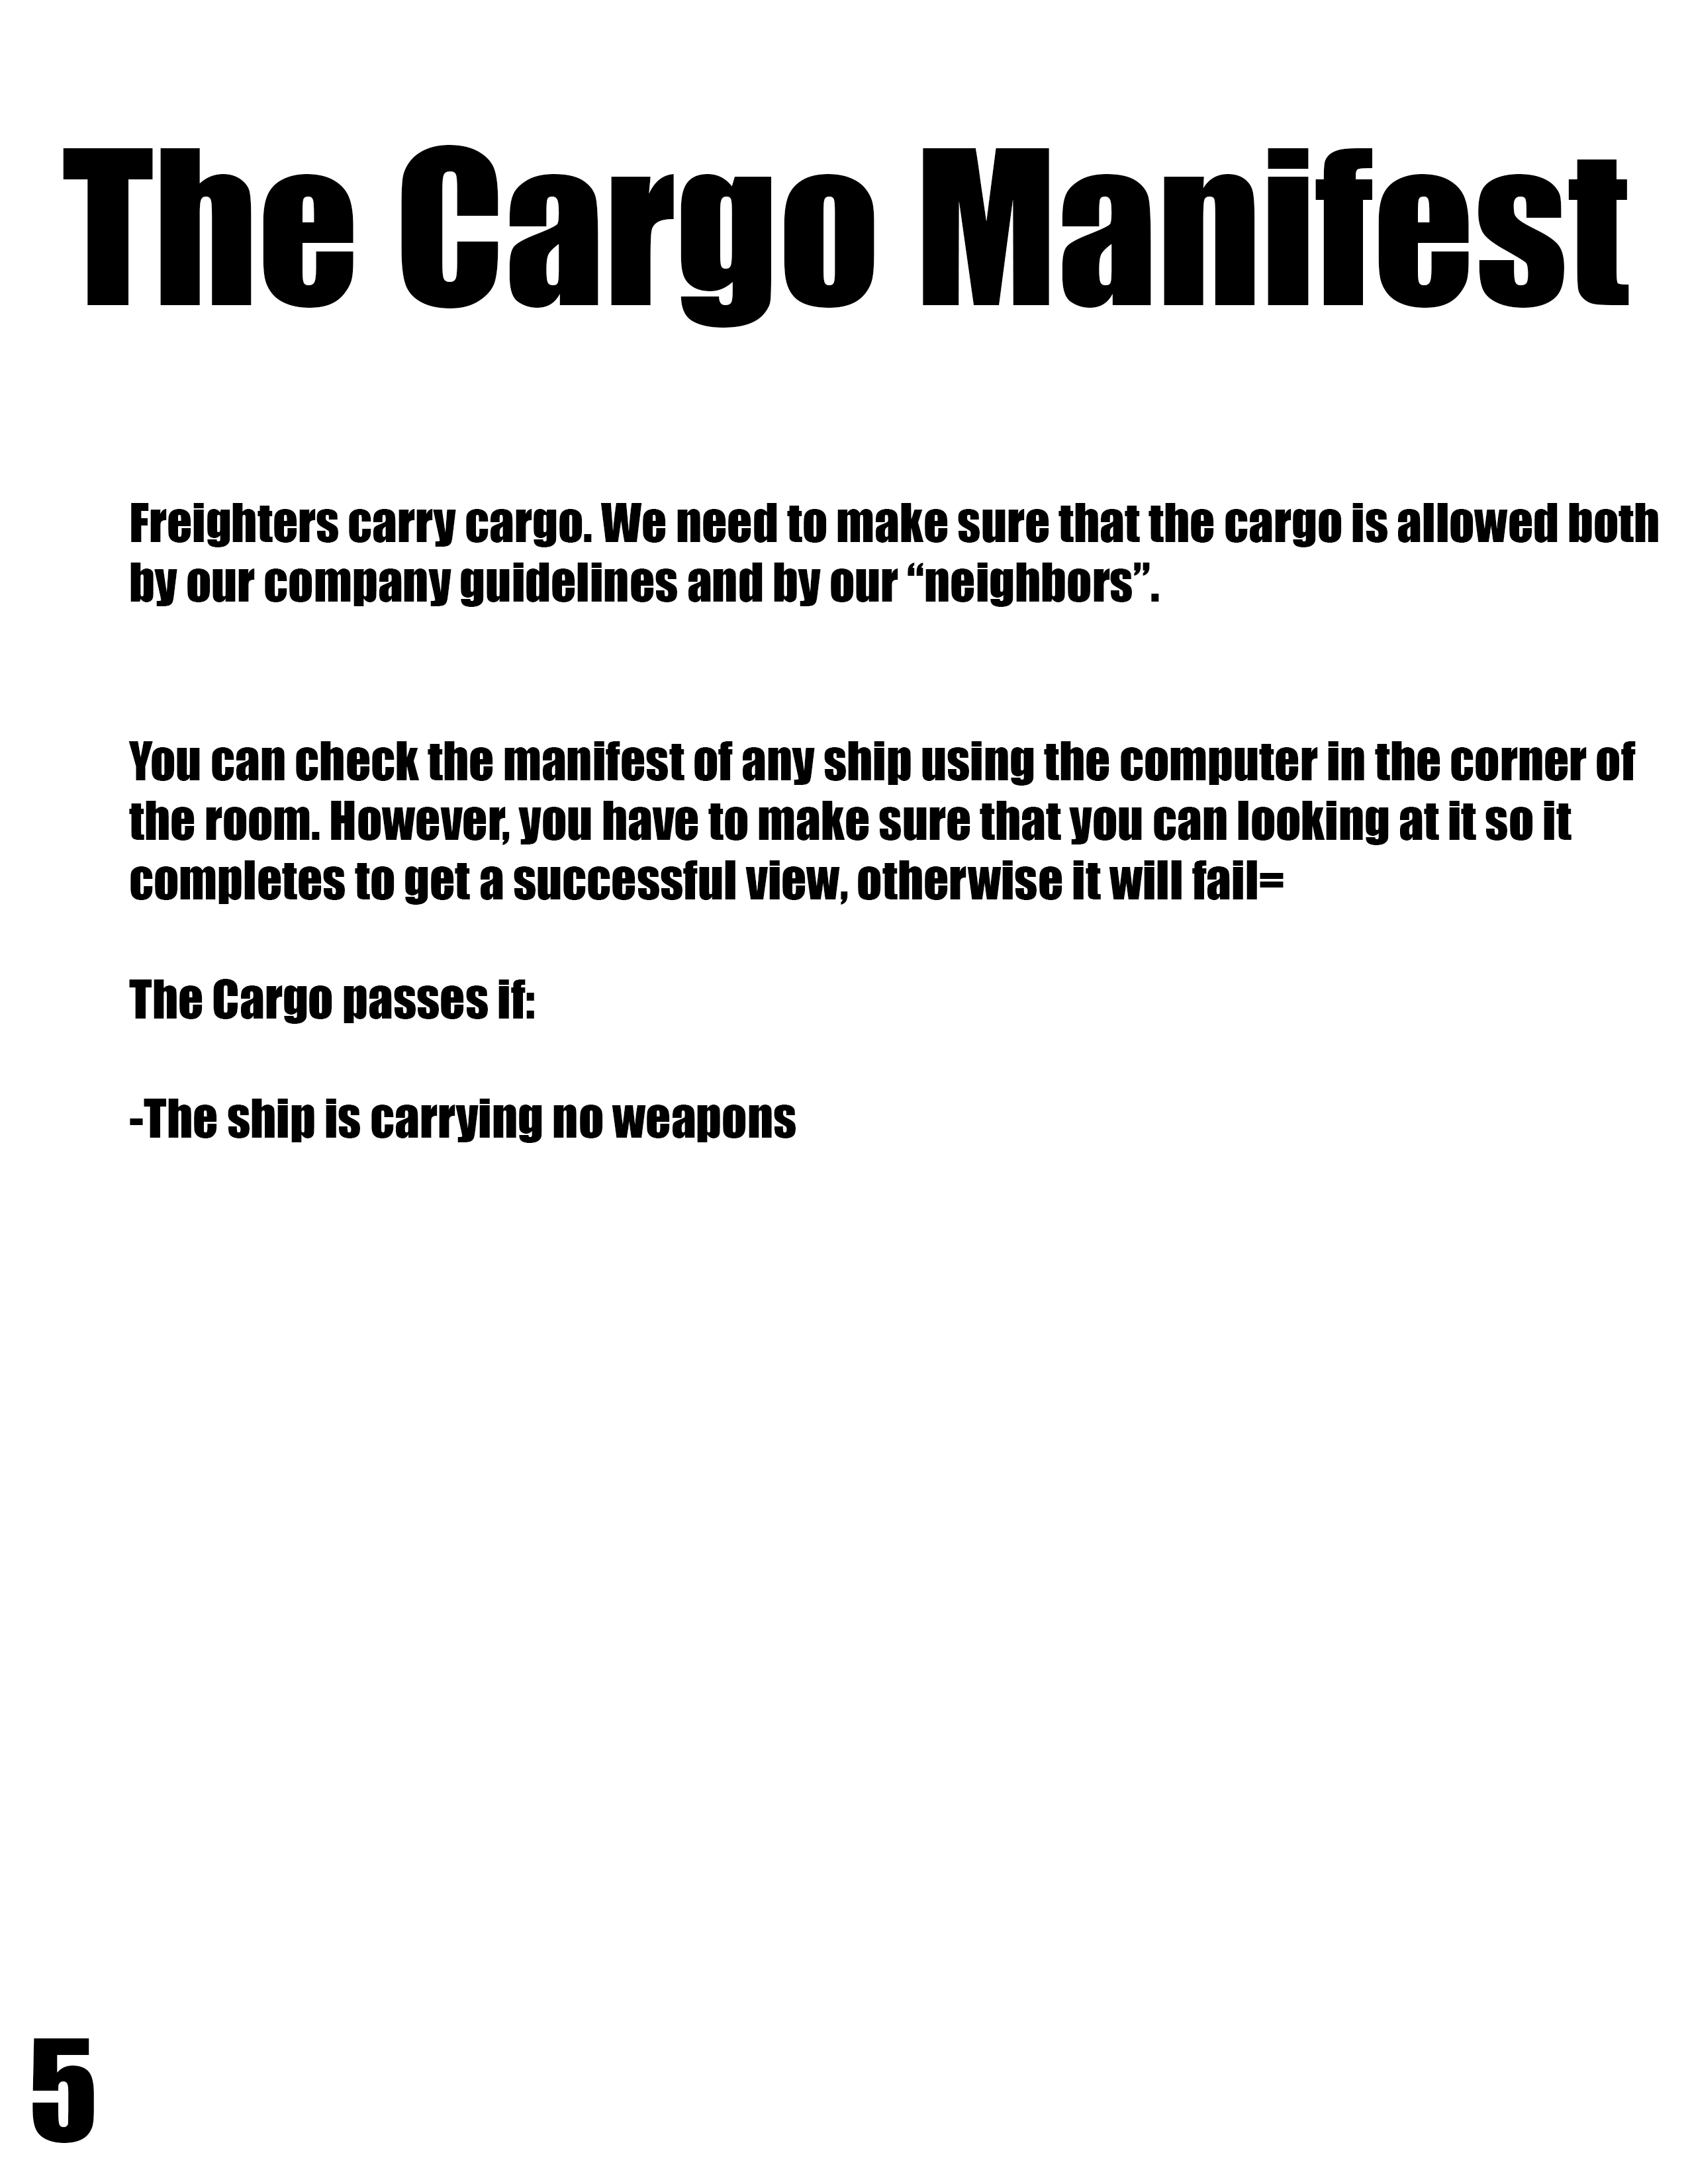 The Cargo Manifest
Freighters carry cargo. We need to make sure that the cargo is allowed both
by our company guidelines and by our “neighbors”.
You can check the manifest of any ship using the computer in the corner of
the room. However, you have to make sure that you can looking at it so it
completes to get a successful view, otherwise it will fail=
The Cargo passes if:
-The ship is carrying no weapons
5